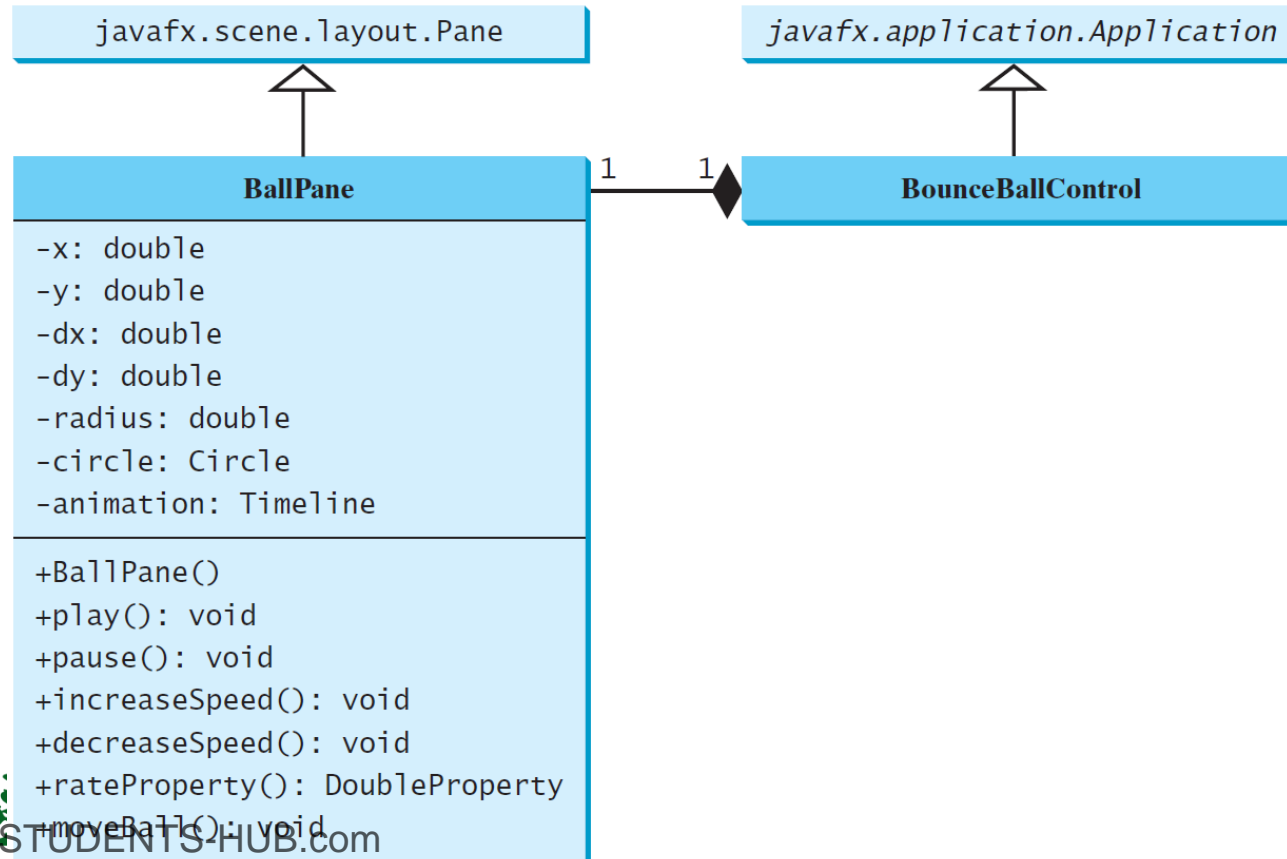 javafx.scene.layout.Pane
javafx.application.Application
BallPane
1
1
BounceBallControl
-x: double
-y: double
-dx: double
-dy: double
-radius: double
-circle: Circle
-animation: Timeline
+BallPane()
+play(): void
+pause(): void
+increaseSpeed(): void
+decreaseSpeed(): void
+rateProperty(): DoubleProperty
+moveBall(): void
STUDENTS-HUB.com